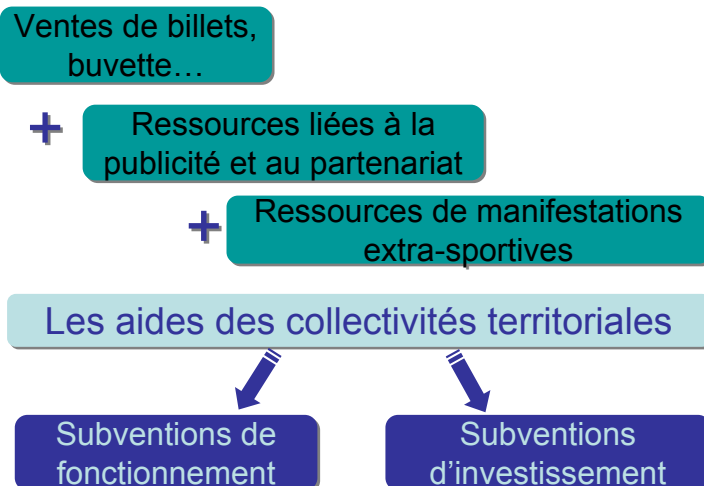 Ventes de billets,
buvette…
+
Ressources liées à la
publicité et au partenariat
+
Ressources de manifestations
extra-sportives
Les aides des collectivités territoriales
Subventions de
fonctionnement
Subventions
d’investissement